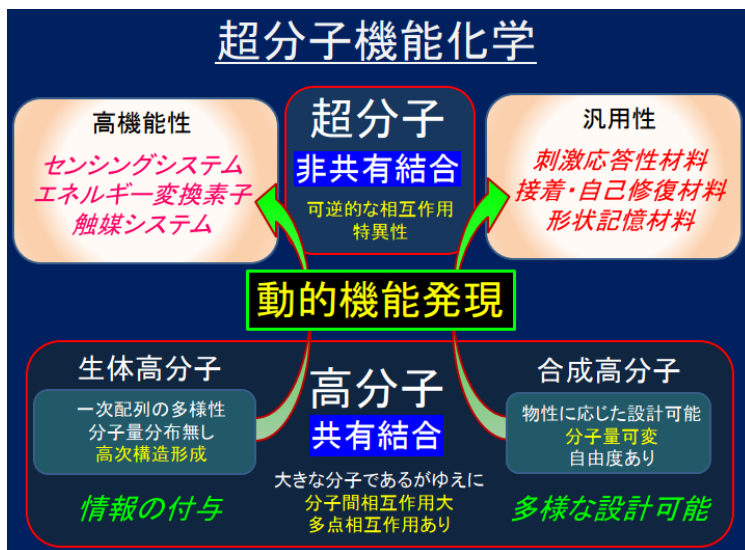 超分子機能化学
高機能性
センシングシステム
エネルギー変換素子
触媒システム
超分子
非共有結合
可逆的な相互作用
特異性
汎用性
刺激応答性材料
接着・自己修復材料
形状記憶材料
動的機能発現
生体高分子
一次配列の多様性
分子量分布無し
高次構造形成
情報の付与
高分子
共有結合
大きな分子であるがゆえに
分子間相互作用大
多点相互作用あり
合成高分子
物性に応じた設計可能
分子量可変
自由度あり
多様な設計可能